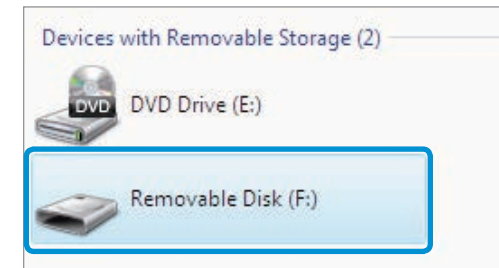 Devices with Removable Storage (2)
DVD
DVD Drive (E:)
Removable Disk (F:)